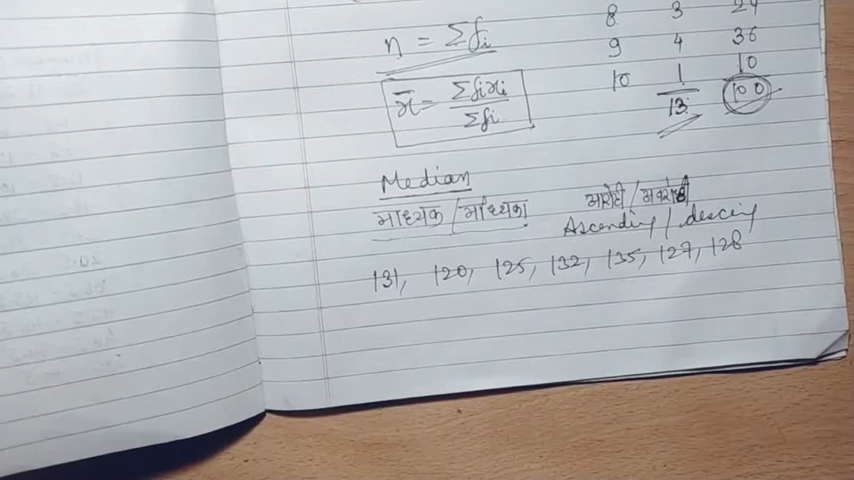 8 3 24
n = Σfi
9 4 36
10 1 10
x̄ = Σfixi / Σfi
13 100
Median
माध्यक / माध्यिका
आरोही / अवरोही
Ascending / descing
131, 120, 125, 132, 135, 127, 128